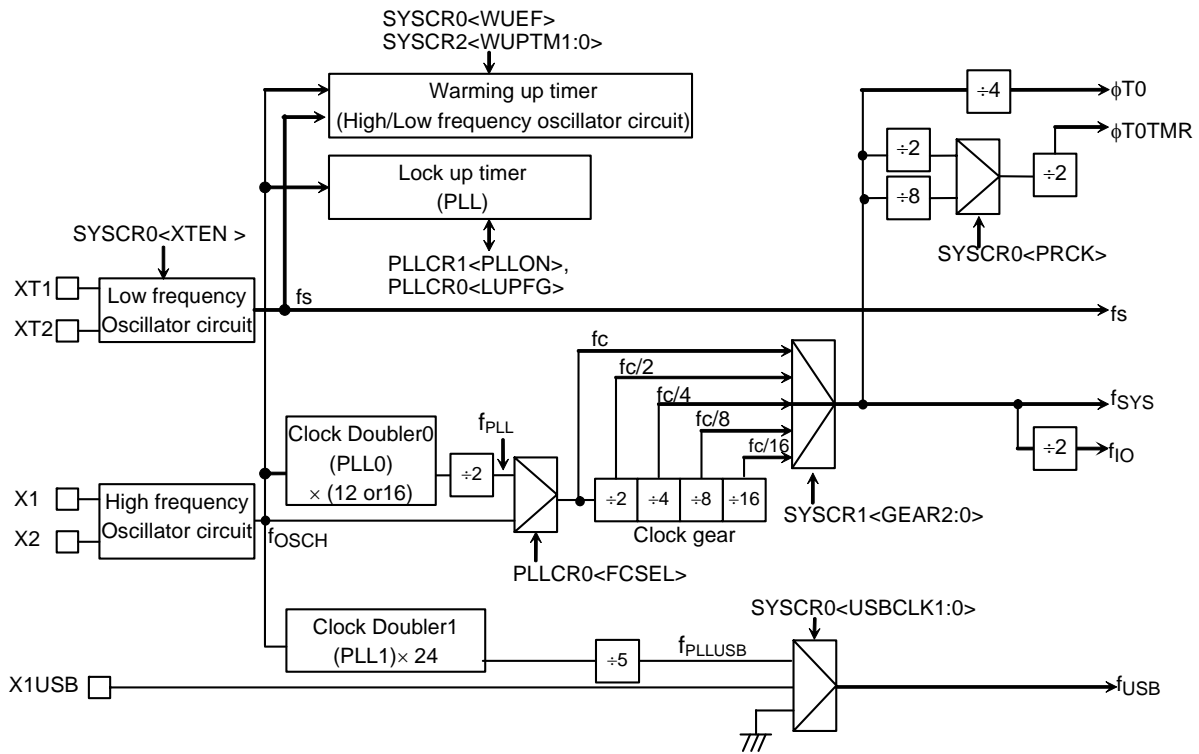 SYSCR0<WUEF>
SYSCR2<WUPTM1:0>
Warming up timer
(High/Low frequency oscillator circuit)
Lock up timer
(PLL)
PLLCR1<PLLON>,
PLLCR0<LUPFG>
÷4
ϕT0
ϕT0TMR
÷2
÷8
÷2
SYSCR0<PRCK>
SYSCR0<XTEN >
XT1
XT2
Low frequency
Oscillator circuit
fs
fs
fc
fc/2
fc/4
fc/8
fc/16
fSYS
÷2
fIO
Clock Doubler0
(PLL0)
× (12 or16)
÷2
fPLL
÷2
÷4
÷8
÷16
Clock gear
SYSCR1<GEAR2:0>
X1
X2
High frequency
Oscillator circuit
fOSCH
PLLCR0<FCSEL>
SYSCR0<USBCLK1:0>
Clock Doubler1
(PLL1)× 24
÷5
fPLLUSB
X1USB
fUSB